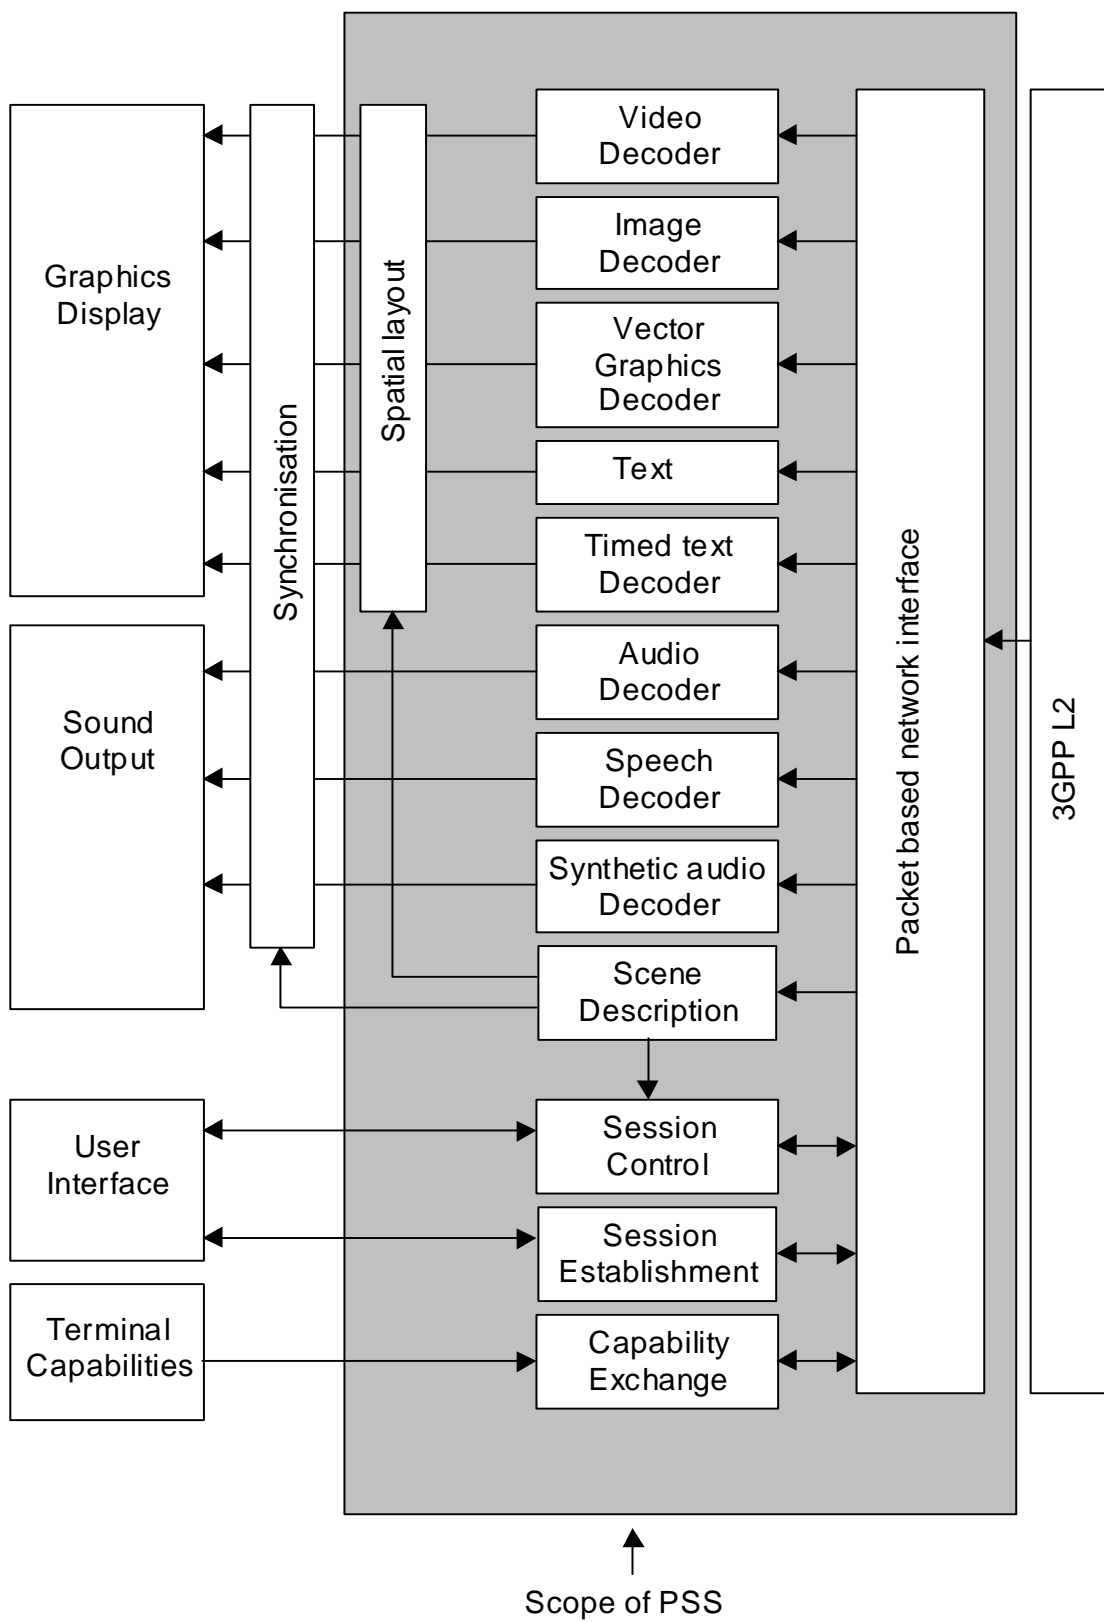 Graphics
Display
Sound
Output
User
Interface
Terminal
Capabilities
Synchronisation
Spatial layout
Video
Decoder
Image
Decoder
Vector
Graphics
Decoder
Text
Timed text
Decoder
Audio
Decoder
Speech
Decoder
Synthetic audio
Decoder
Scene
Description
Session
Control
Session
Establishment
Capability
Exchange
Packet based network interface
3GPP L2
Scope of PSS